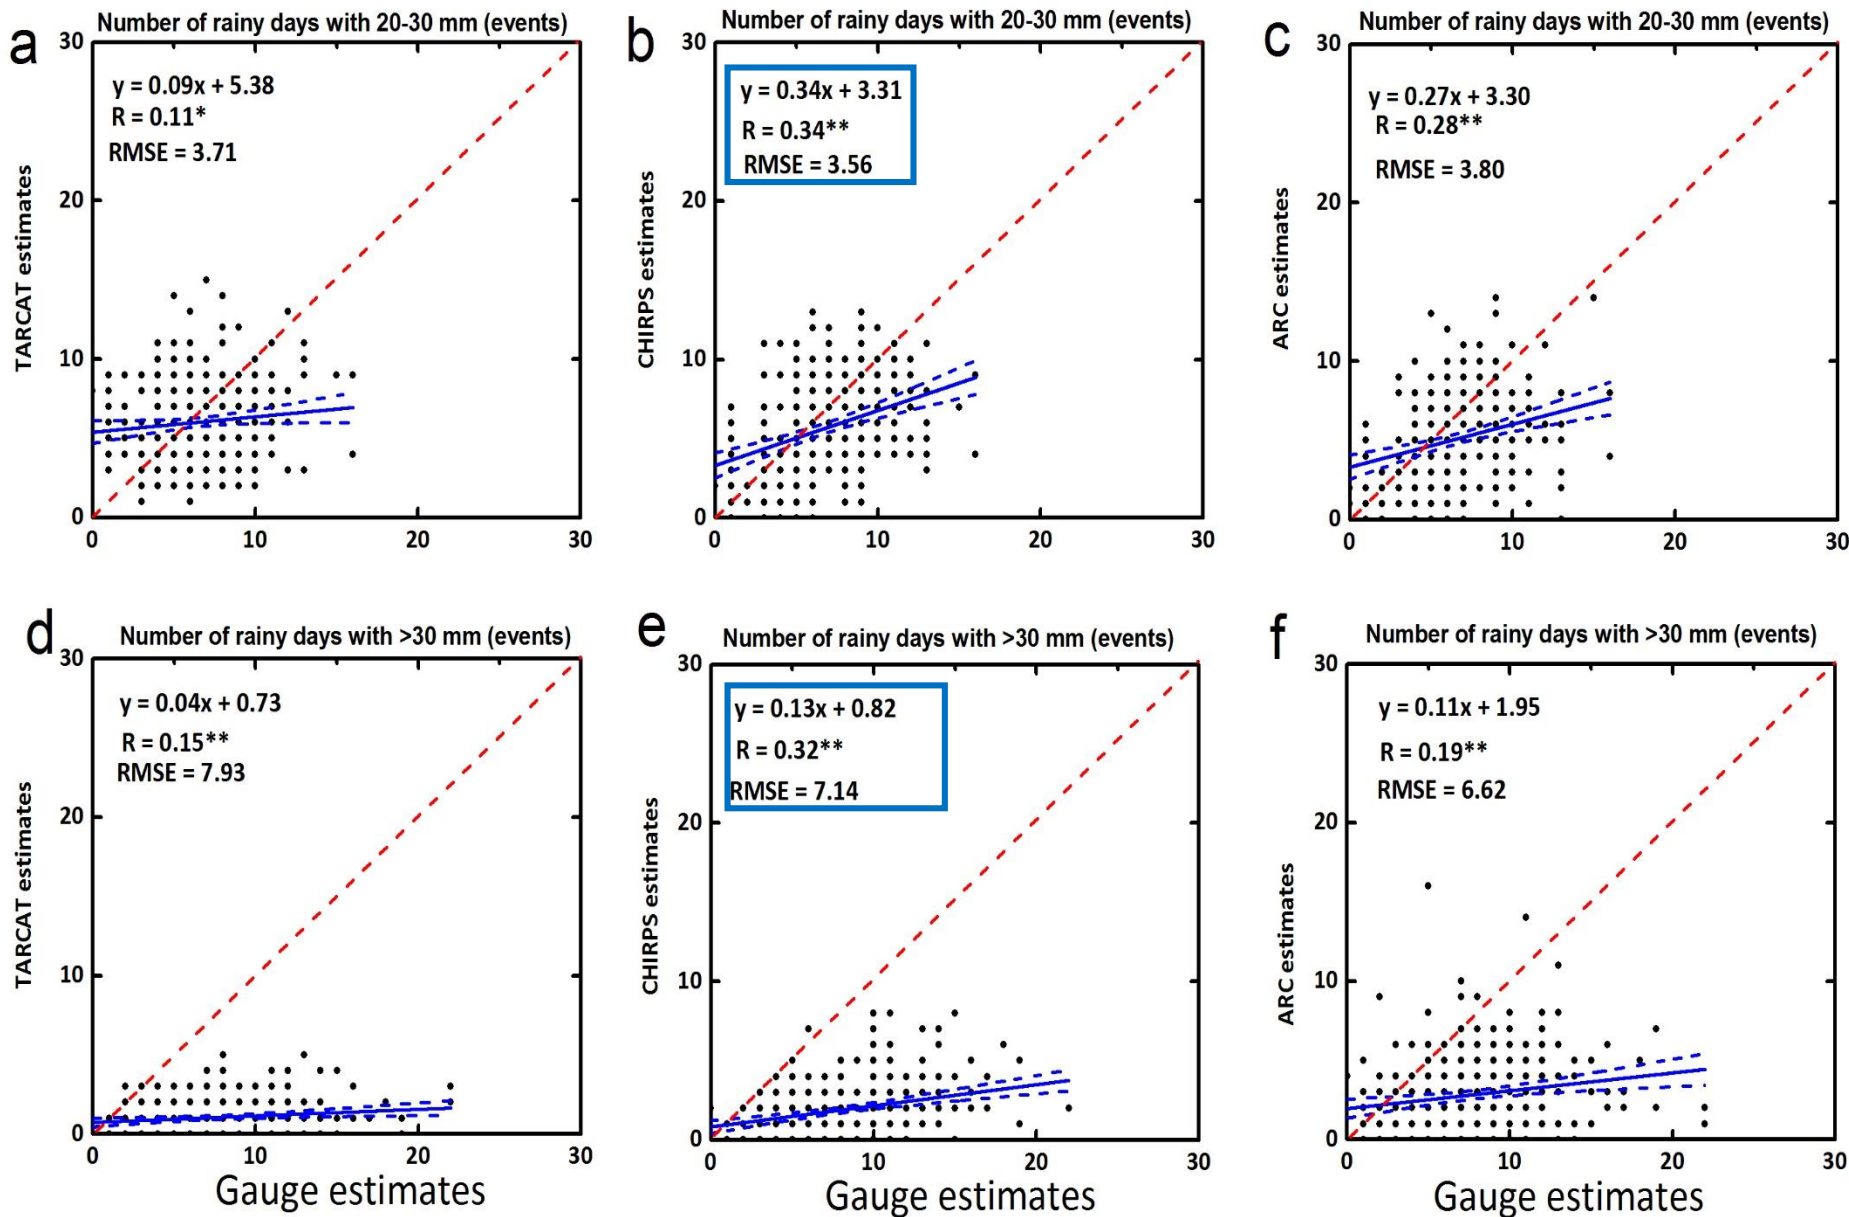 a
Number of rainy days with 20-30 mm (events)
y = 0.09x + 5.38
R = 0.11*
RMSE = 3.71
TARCAT estimates
30
20
10
0
0 10 20 30
b
Number of rainy days with 20-30 mm (events)
y = 0.34x + 3.31
R = 0.34**
RMSE = 3.56
CHIRPS estimates
30
20
10
0
0 10 20 30
c
Number of rainy days with 20-30 mm (events)
y = 0.27x + 3.30
R = 0.28**
RMSE = 3.80
ARC estimates
30
20
10
0
0 10 20 30
d
Number of rainy days with >30 mm (events)
y = 0.04x + 0.73
R = 0.15**
RMSE = 7.93
TARCAT estimates
30
20
10
0
0 10 20 30
Gauge estimates
e
Number of rainy days with >30 mm (events)
y = 0.13x + 0.82
R = 0.32**
RMSE = 7.14
CHIRPS estimates
30
20
10
0
0 10 20 30
Gauge estimates
f
Number of rainy days with >30 mm (events)
y = 0.11x + 1.95
R = 0.19**
RMSE = 6.62
ARC estimates
30
20
10
0
0 10 20 30
Gauge estimates